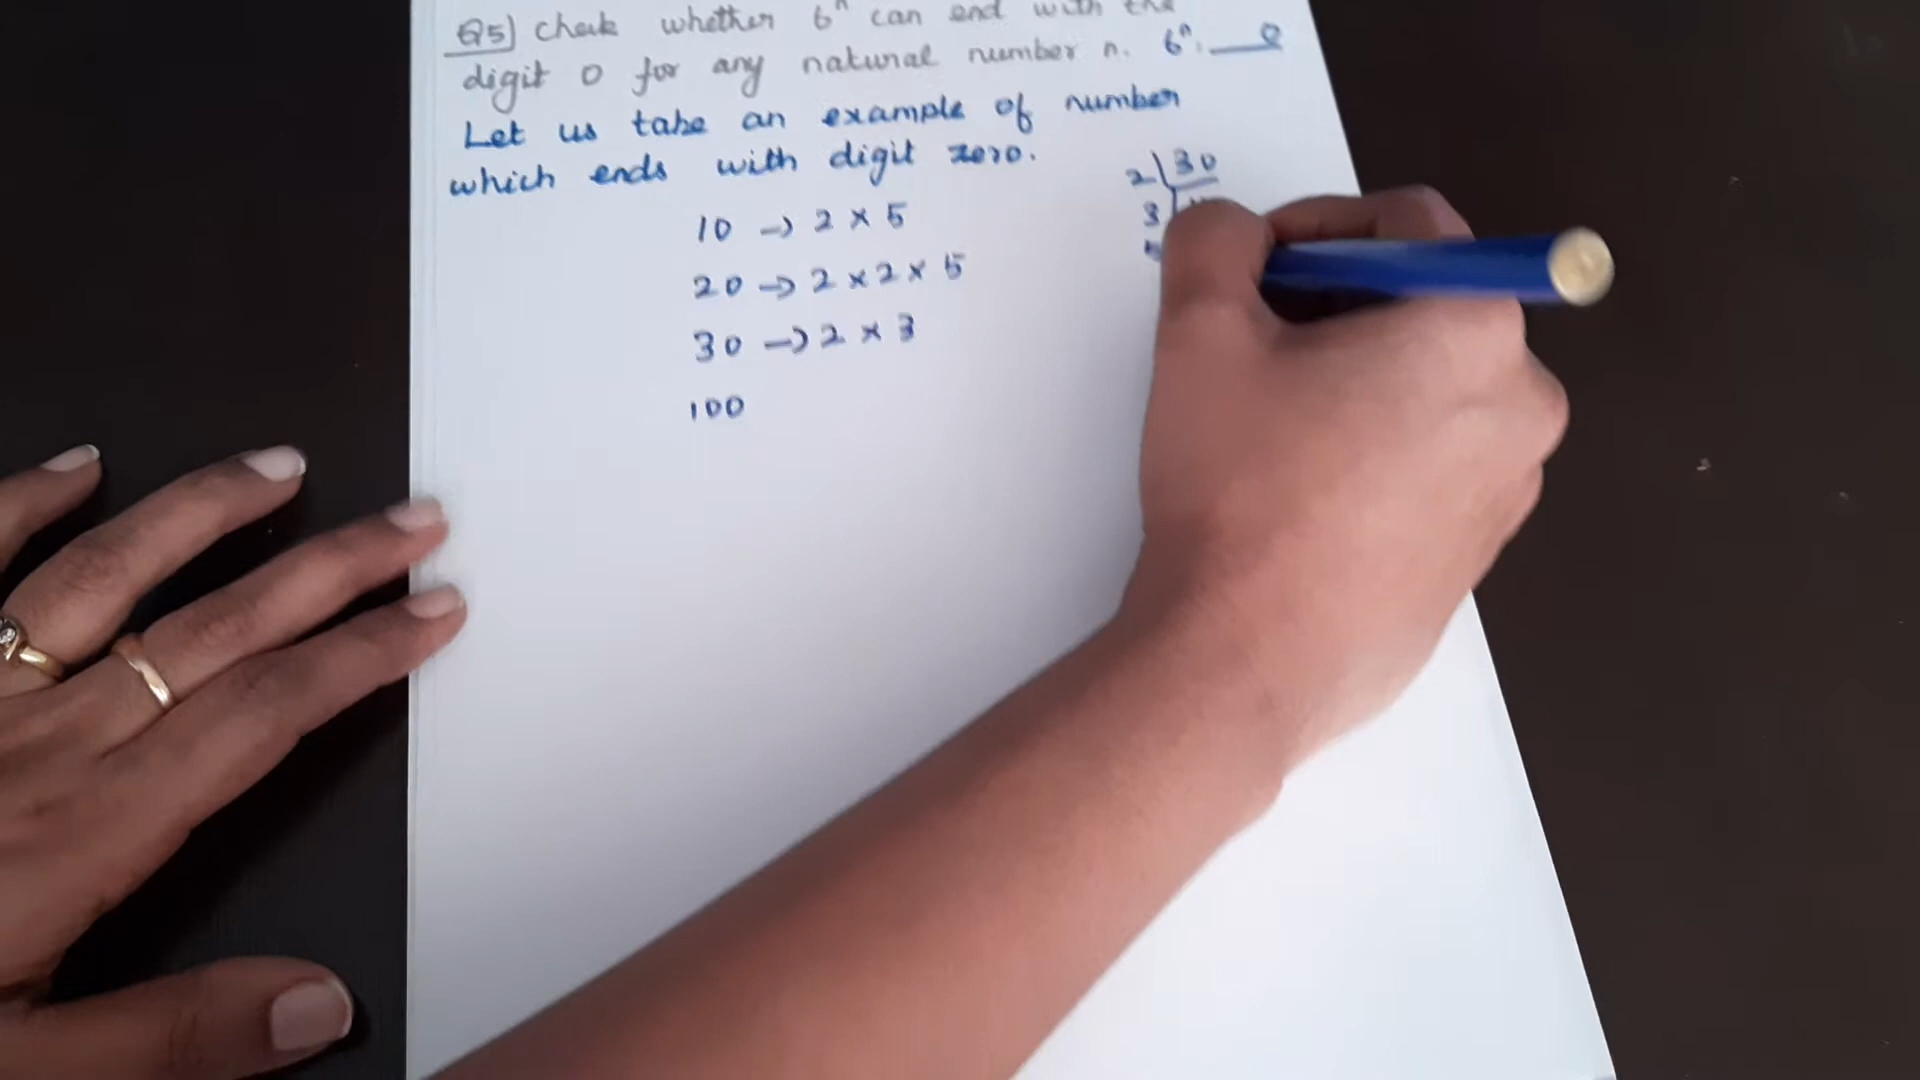 Q5) Check whether 6ⁿ can end with the
digit 0 for any natural number n. 6ⁿ. __0
Let us take an example of number
which ends with digit zero.
10 → 2 × 5
20 → 2 × 2 × 5
30 → 2 × 3
100
2 | 30
3
5